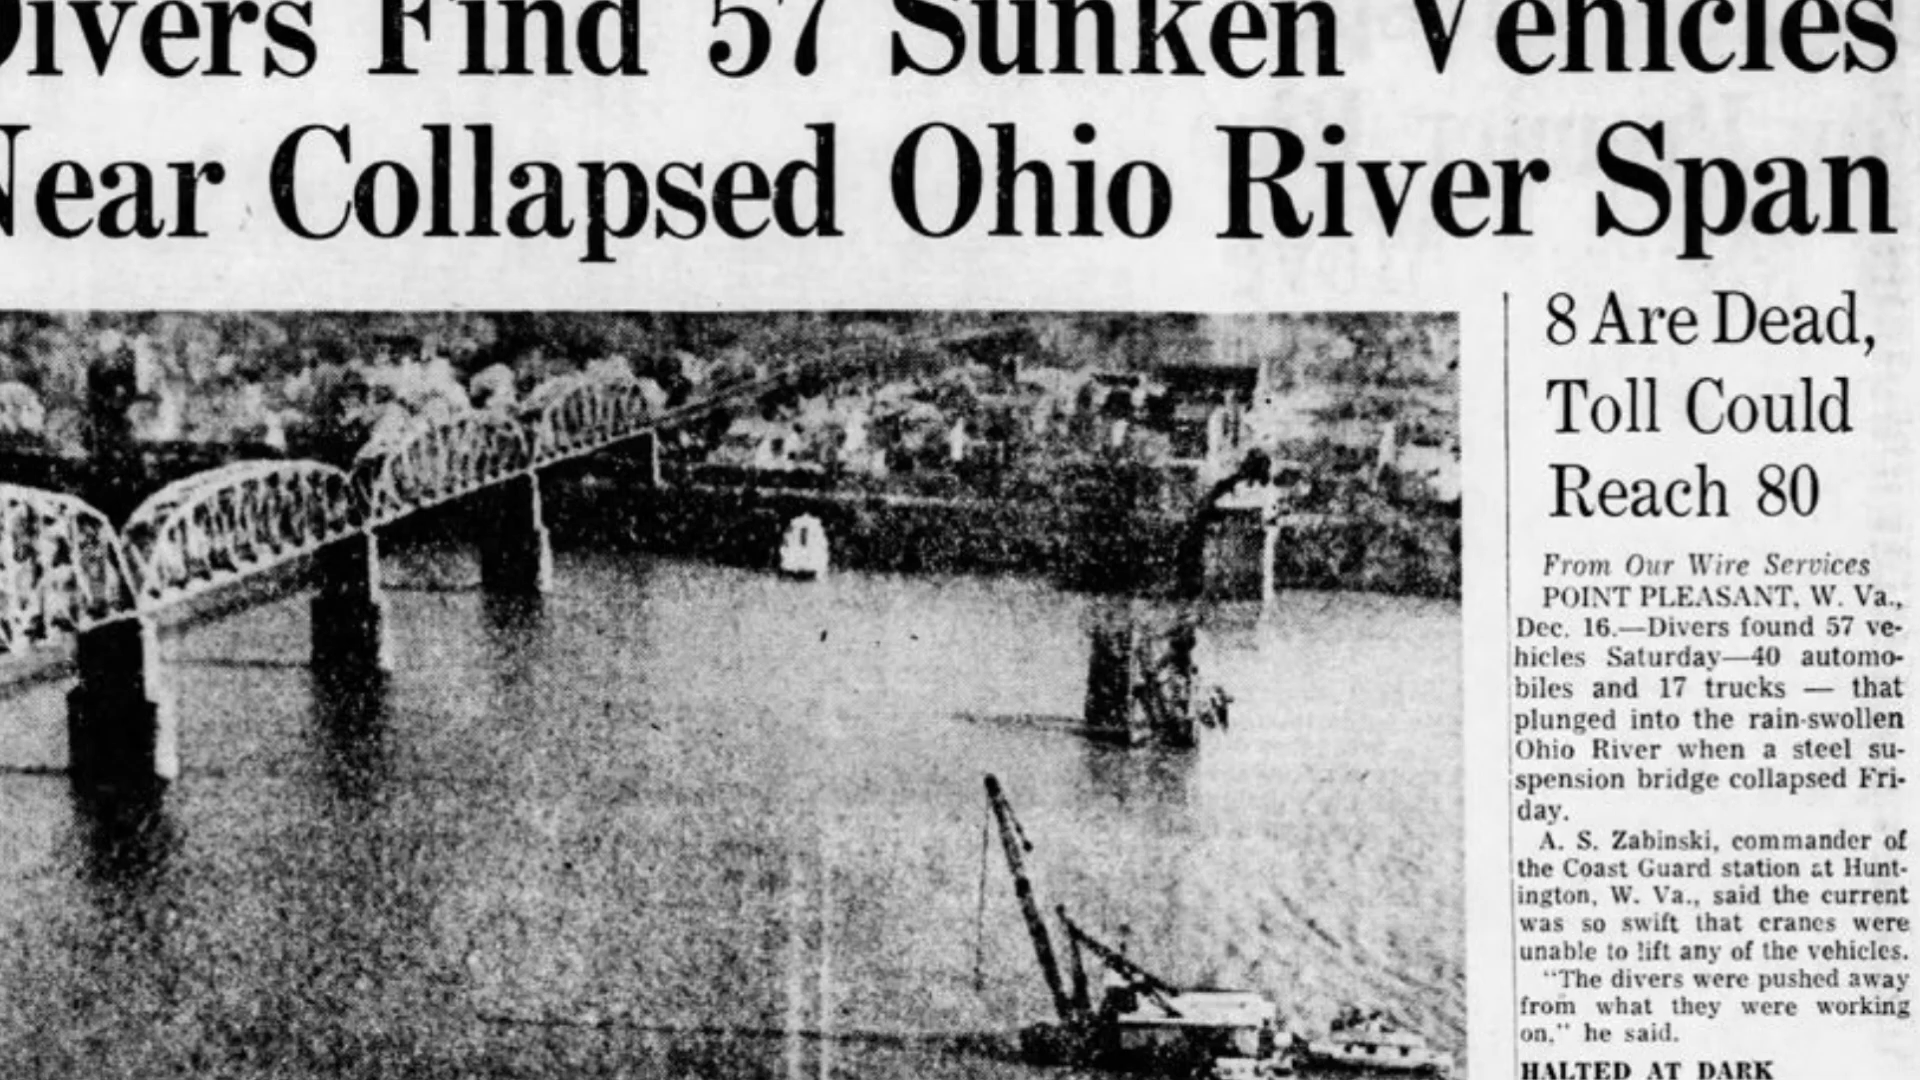 Divers Find 57 Sunken Vehicles
Near Collapsed Ohio River Span
8 Are Dead,
Toll Could
Reach 80
From Our Wire Services
POINT PLEASANT, W. Va.,
Dec. 16.—Divers found 57 ve-
hicles Saturday—40 automo-
biles and 17 trucks — that
plunged into the rain-swollen
Ohio River when a steel su-
spension bridge collapsed Fri-
day.
A. S. Zabinski, commander of
the Coast Guard station at Hunt-
ington, W. Va., said the current
was so swift that cranes were
unable to lift any of the vehicles.
"The divers were pushed away
from what they were working
on," he said.
HALTED AT DARK